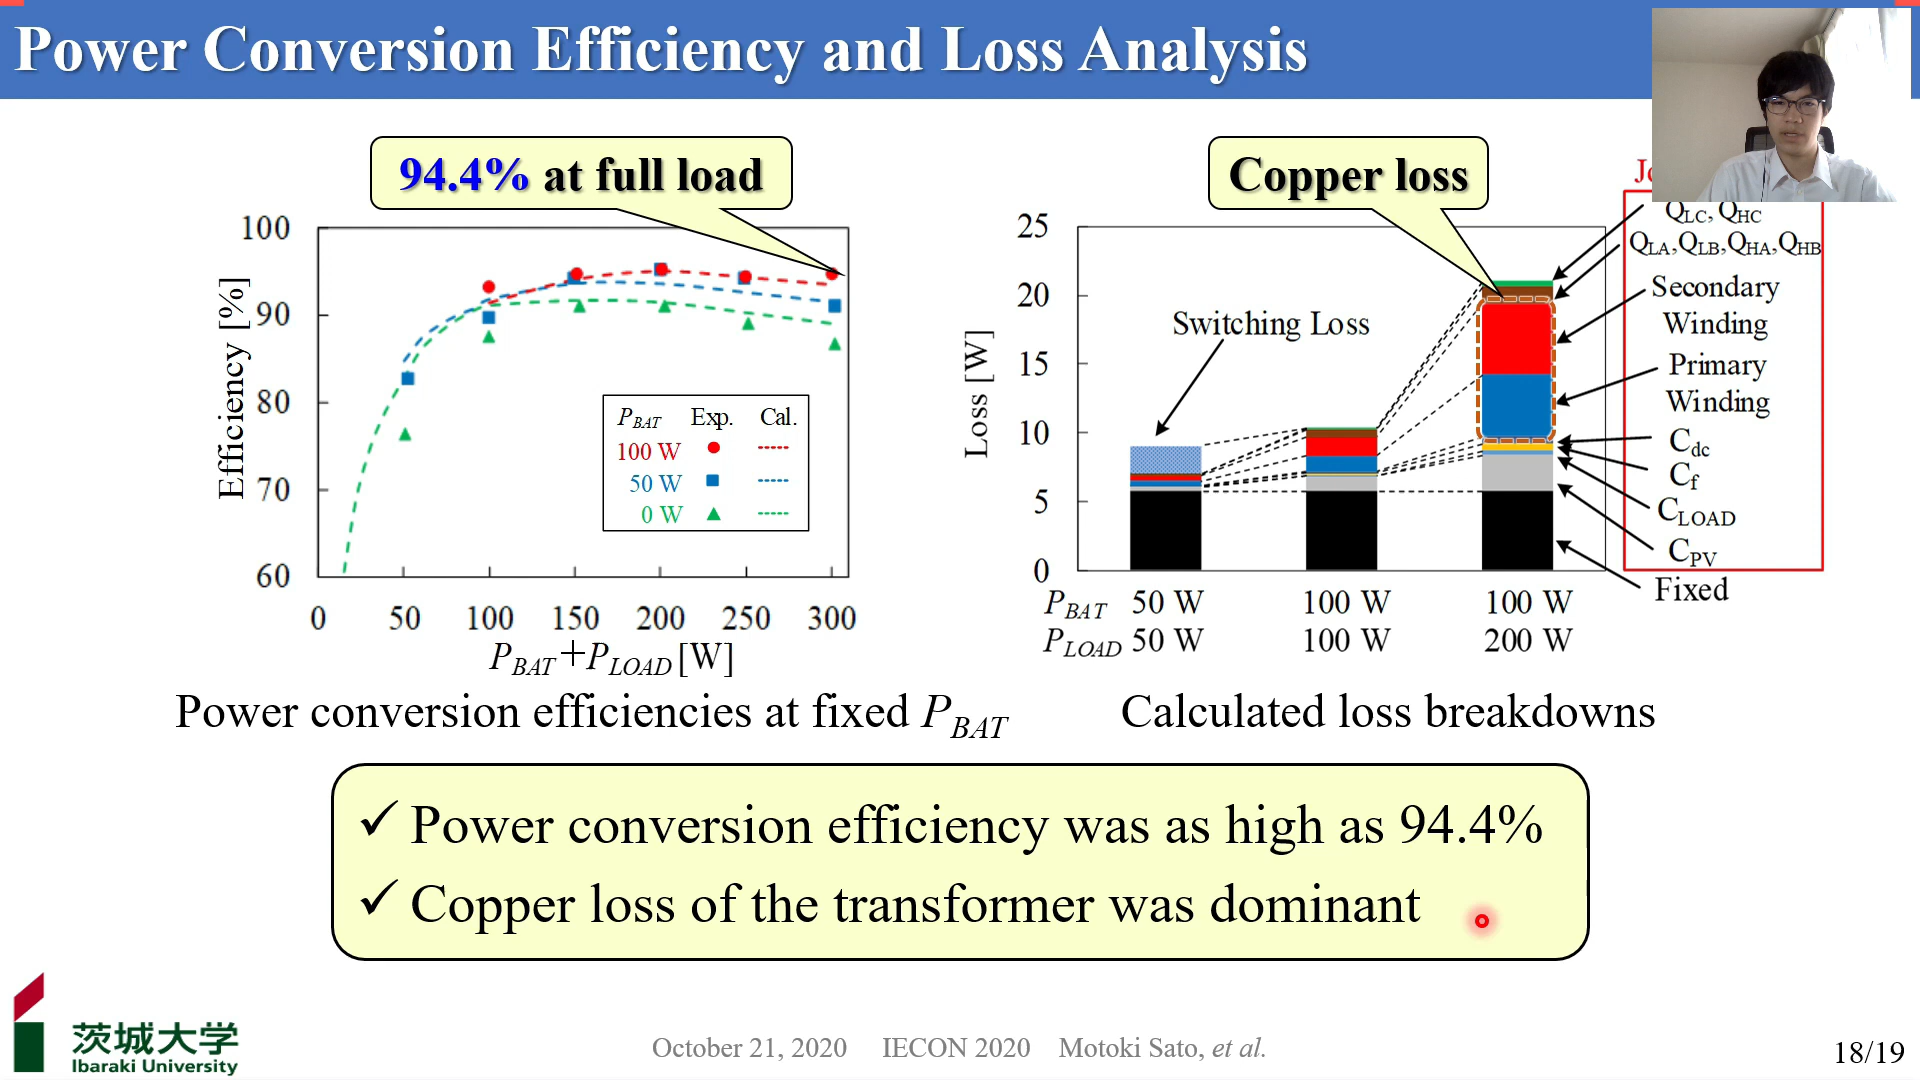 Power Conversion Efficiency and Loss Analysis
94.4% at full load
Efficiency [%]
100
90
80
70
60
0 50 100 150 200 250 300
P_BAT+P_LOAD [W]
P_BAT Exp. Cal.
100 W
50 W
0 W
Power conversion efficiencies at fixed P_BAT
Copper loss
Loss [W]
25
20
15
10
5
0
Switching Loss
Q_LC, Q_HC
Q_LA,Q_LB,Q_HA,Q_HB
Secondary
Winding
Primary
Winding
C_dc
C_f
C_LOAD
C_PV
Fixed
P_BAT 50 W 100 W 100 W
P_LOAD 50 W 100 W 200 W
Calculated loss breakdowns
✓ Power conversion efficiency was as high as 94.4%
✓ Copper loss of the transformer was dominant
茨城大学
Ibaraki University
October 21, 2020 IECON 2020 Motoki Sato, et al.
18/19